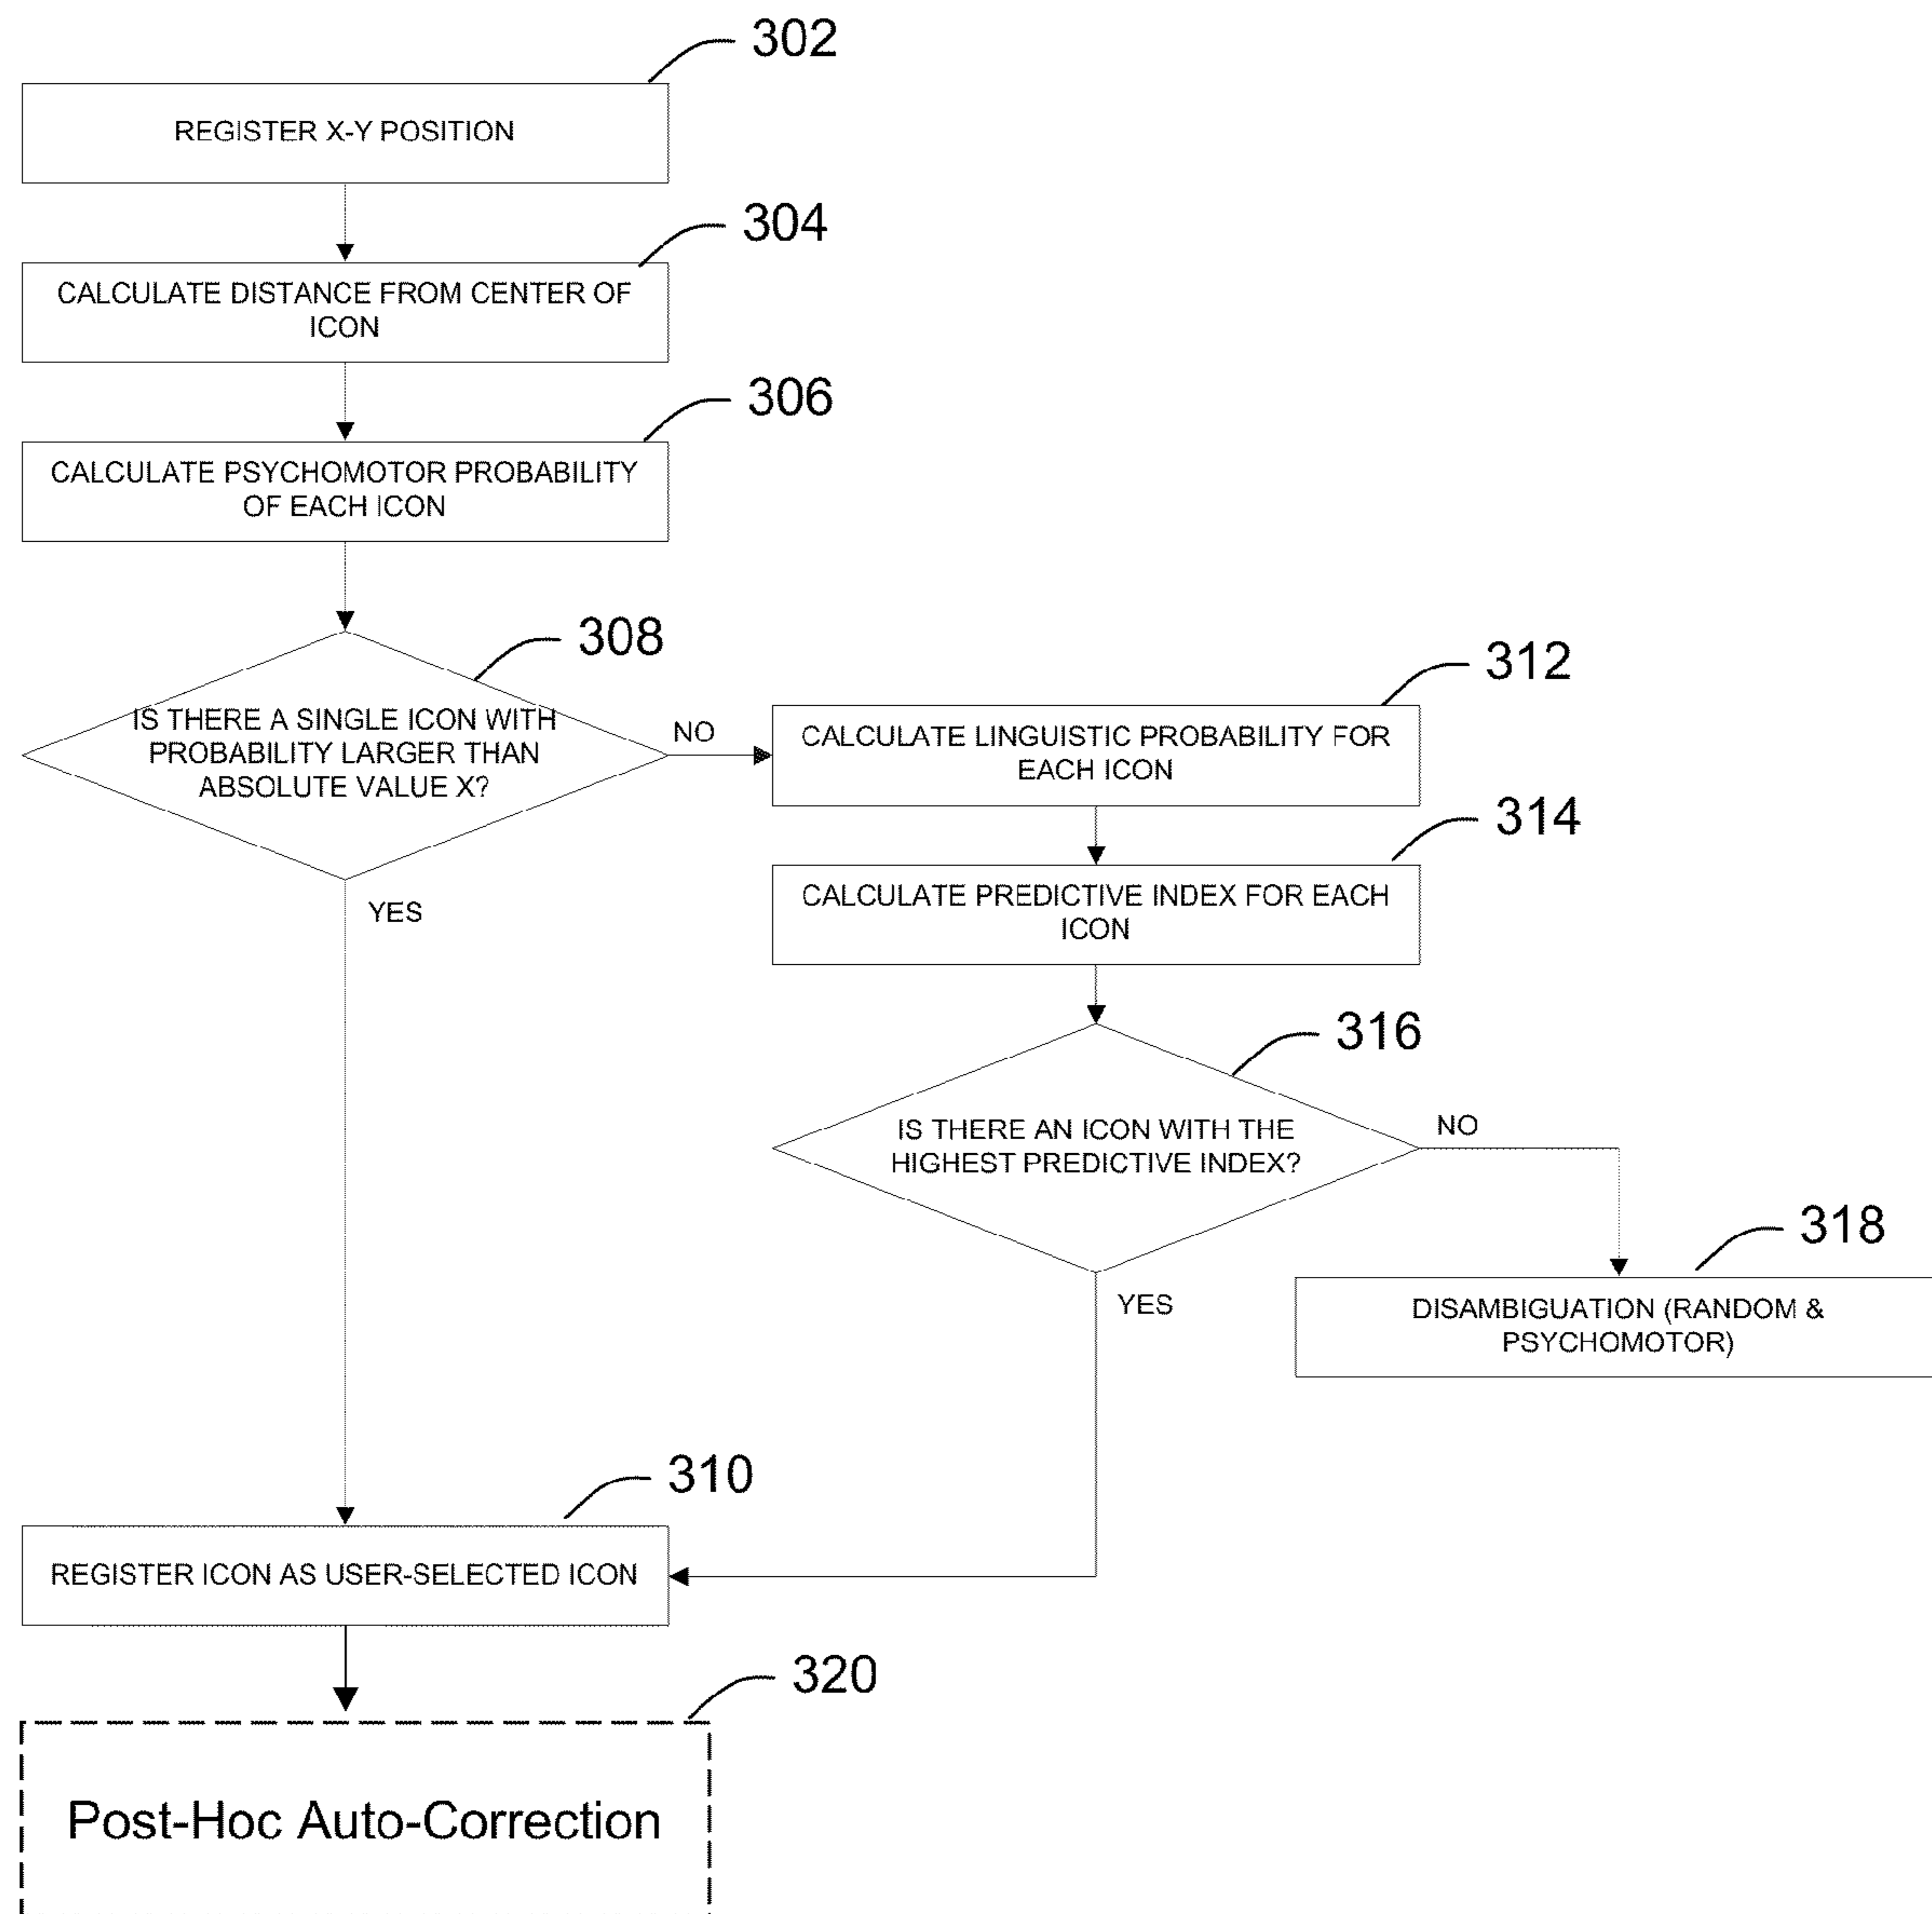 302
REGISTER X-Y POSITION
304
CALCULATE DISTANCE FROM CENTER OF
ICON
306
CALCULATE PSYCHOMOTOR PROBABILITY
OF EACH ICON
308
IS THERE A SINGLE ICON WITH
PROBABILITY LARGER THAN
ABSOLUTE VALUE X?
NO
YES
312
CALCULATE LINGUISTIC PROBABILITY FOR
EACH ICON
314
CALCULATE PREDICTIVE INDEX FOR EACH
ICON
316
IS THERE AN ICON WITH THE
HIGHEST PREDICTIVE INDEX?
NO
YES
318
DISAMBIGUATION (RANDOM &
PSYCHOMOTOR)
310
REGISTER ICON AS USER-SELECTED ICON
320
Post-Hoc Auto-Correction